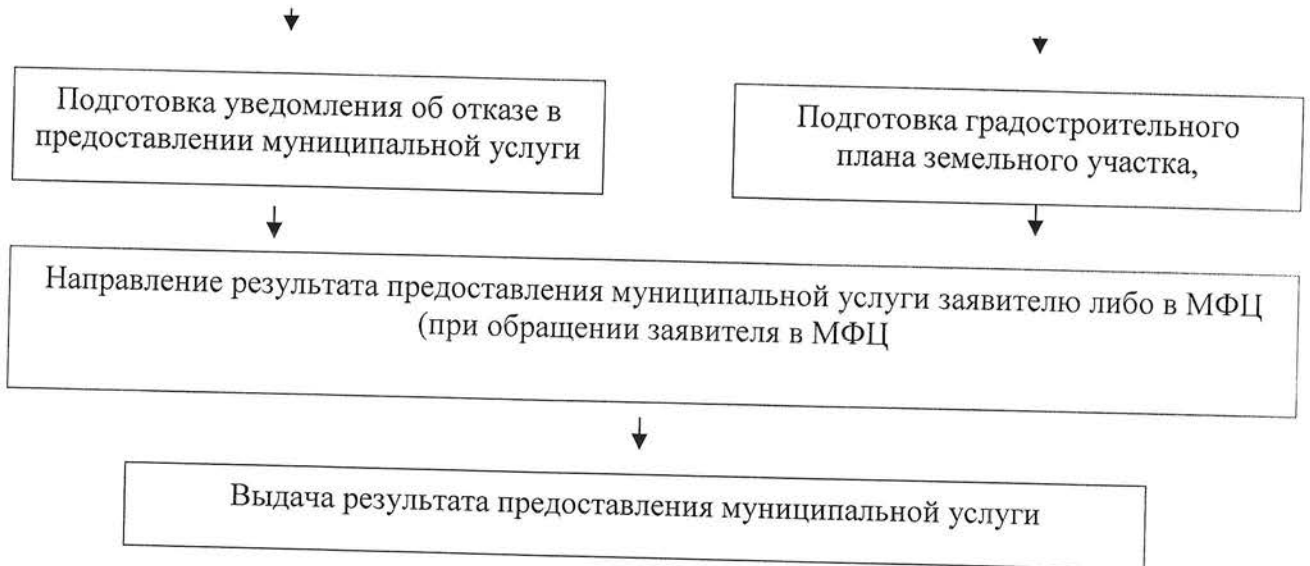 Подготовка уведомления об отказе в
предоставлении муниципальной услуги
Подготовка градостроительного
плана земельного участка,
Направление результата предоставления муниципальной услуги заявителю либо в МФЦ
(при обращении заявителя в МФЦ
Выдача результата предоставления муниципальной услуги